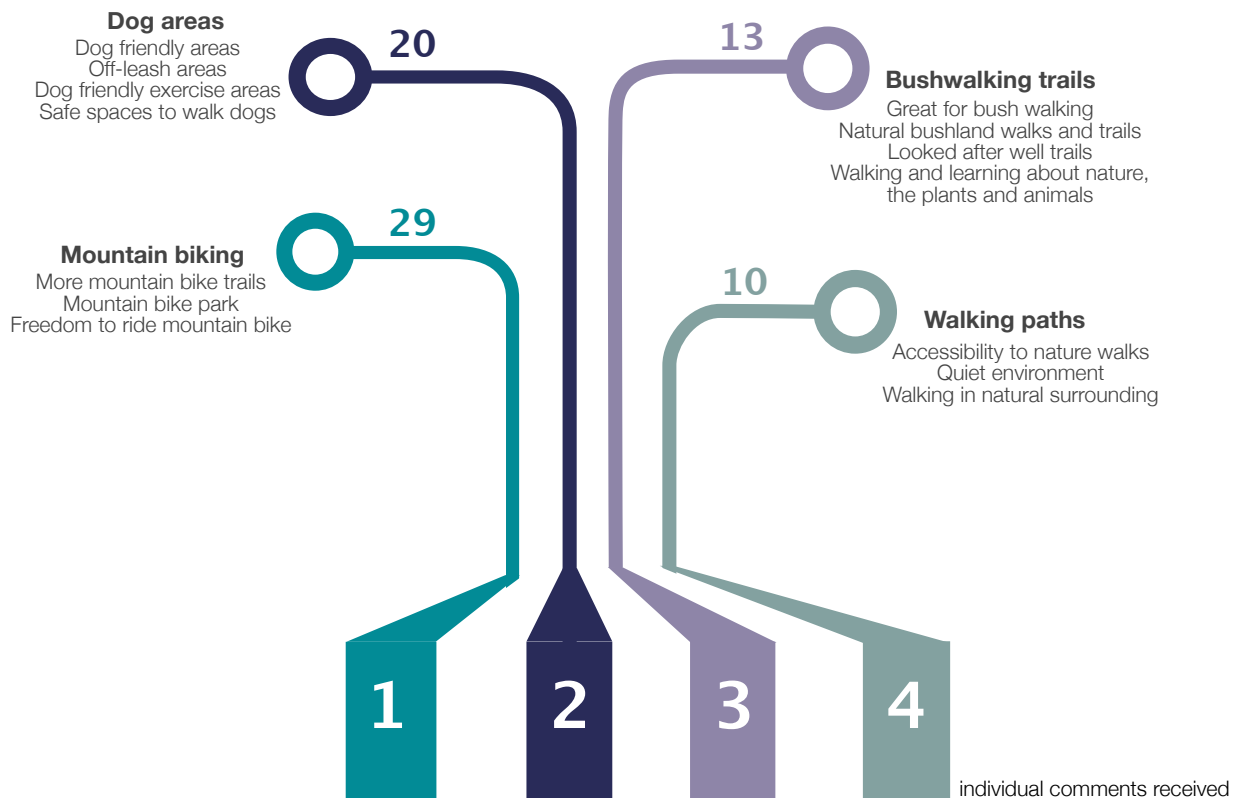 Dog areas
Dog friendly areas
Off-leash areas
Dog friendly exercise areas
Safe spaces to walk dogs
20
13
Bushwalking trails
Great for bush walking
Natural bushland walks and trails
Looked after well trails
Walking and learning about nature,
the plants and animals
29
Mountain biking
More mountain bike trails
Mountain bike park
Freedom to ride mountain bike
10
Walking paths
Accessibility to nature walks
Quiet environment
Walking in natural surrounding
1
2
3
4
individual comments received